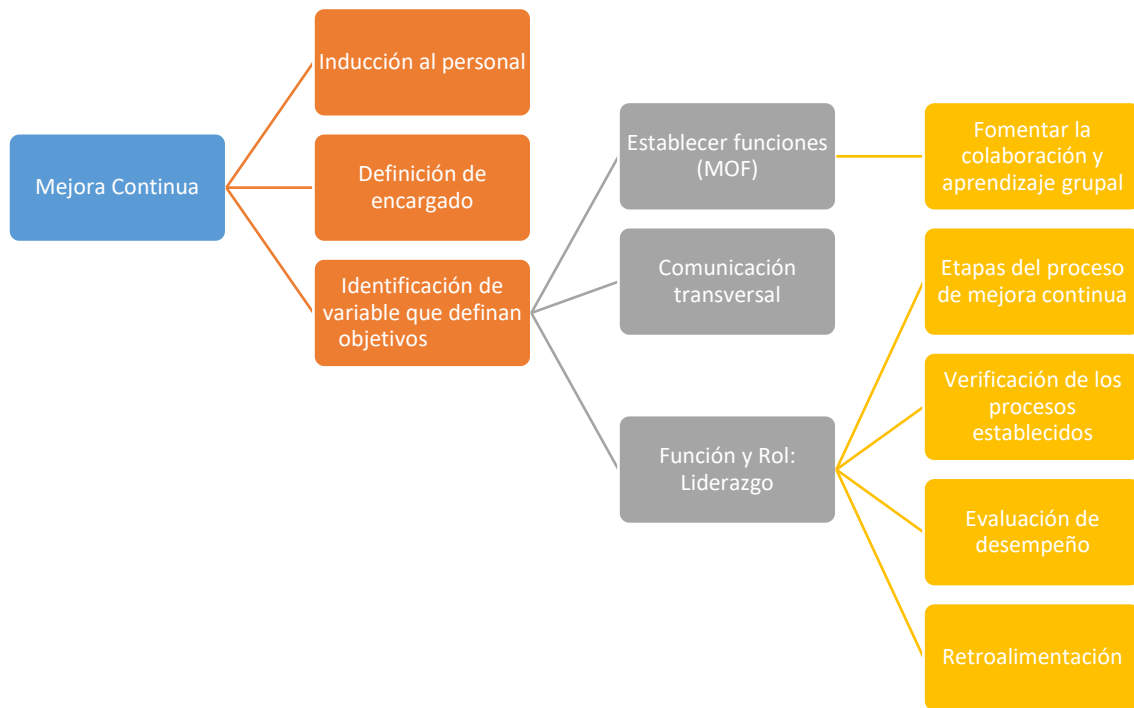 Mejora Continua
Inducción al personal
Definición de
encargado
Identificación de
variable que definan
objetivos
Establecer funciones
(MOF)
Comunicación
transversal
Función y Rol:
Liderazgo
Fomentar la
colaboración y
aprendizaje grupal
Etapas del proceso
de mejora continua
Verificación de los
procesos
establecidos
Evaluación de
desempeño
Retroalimentación